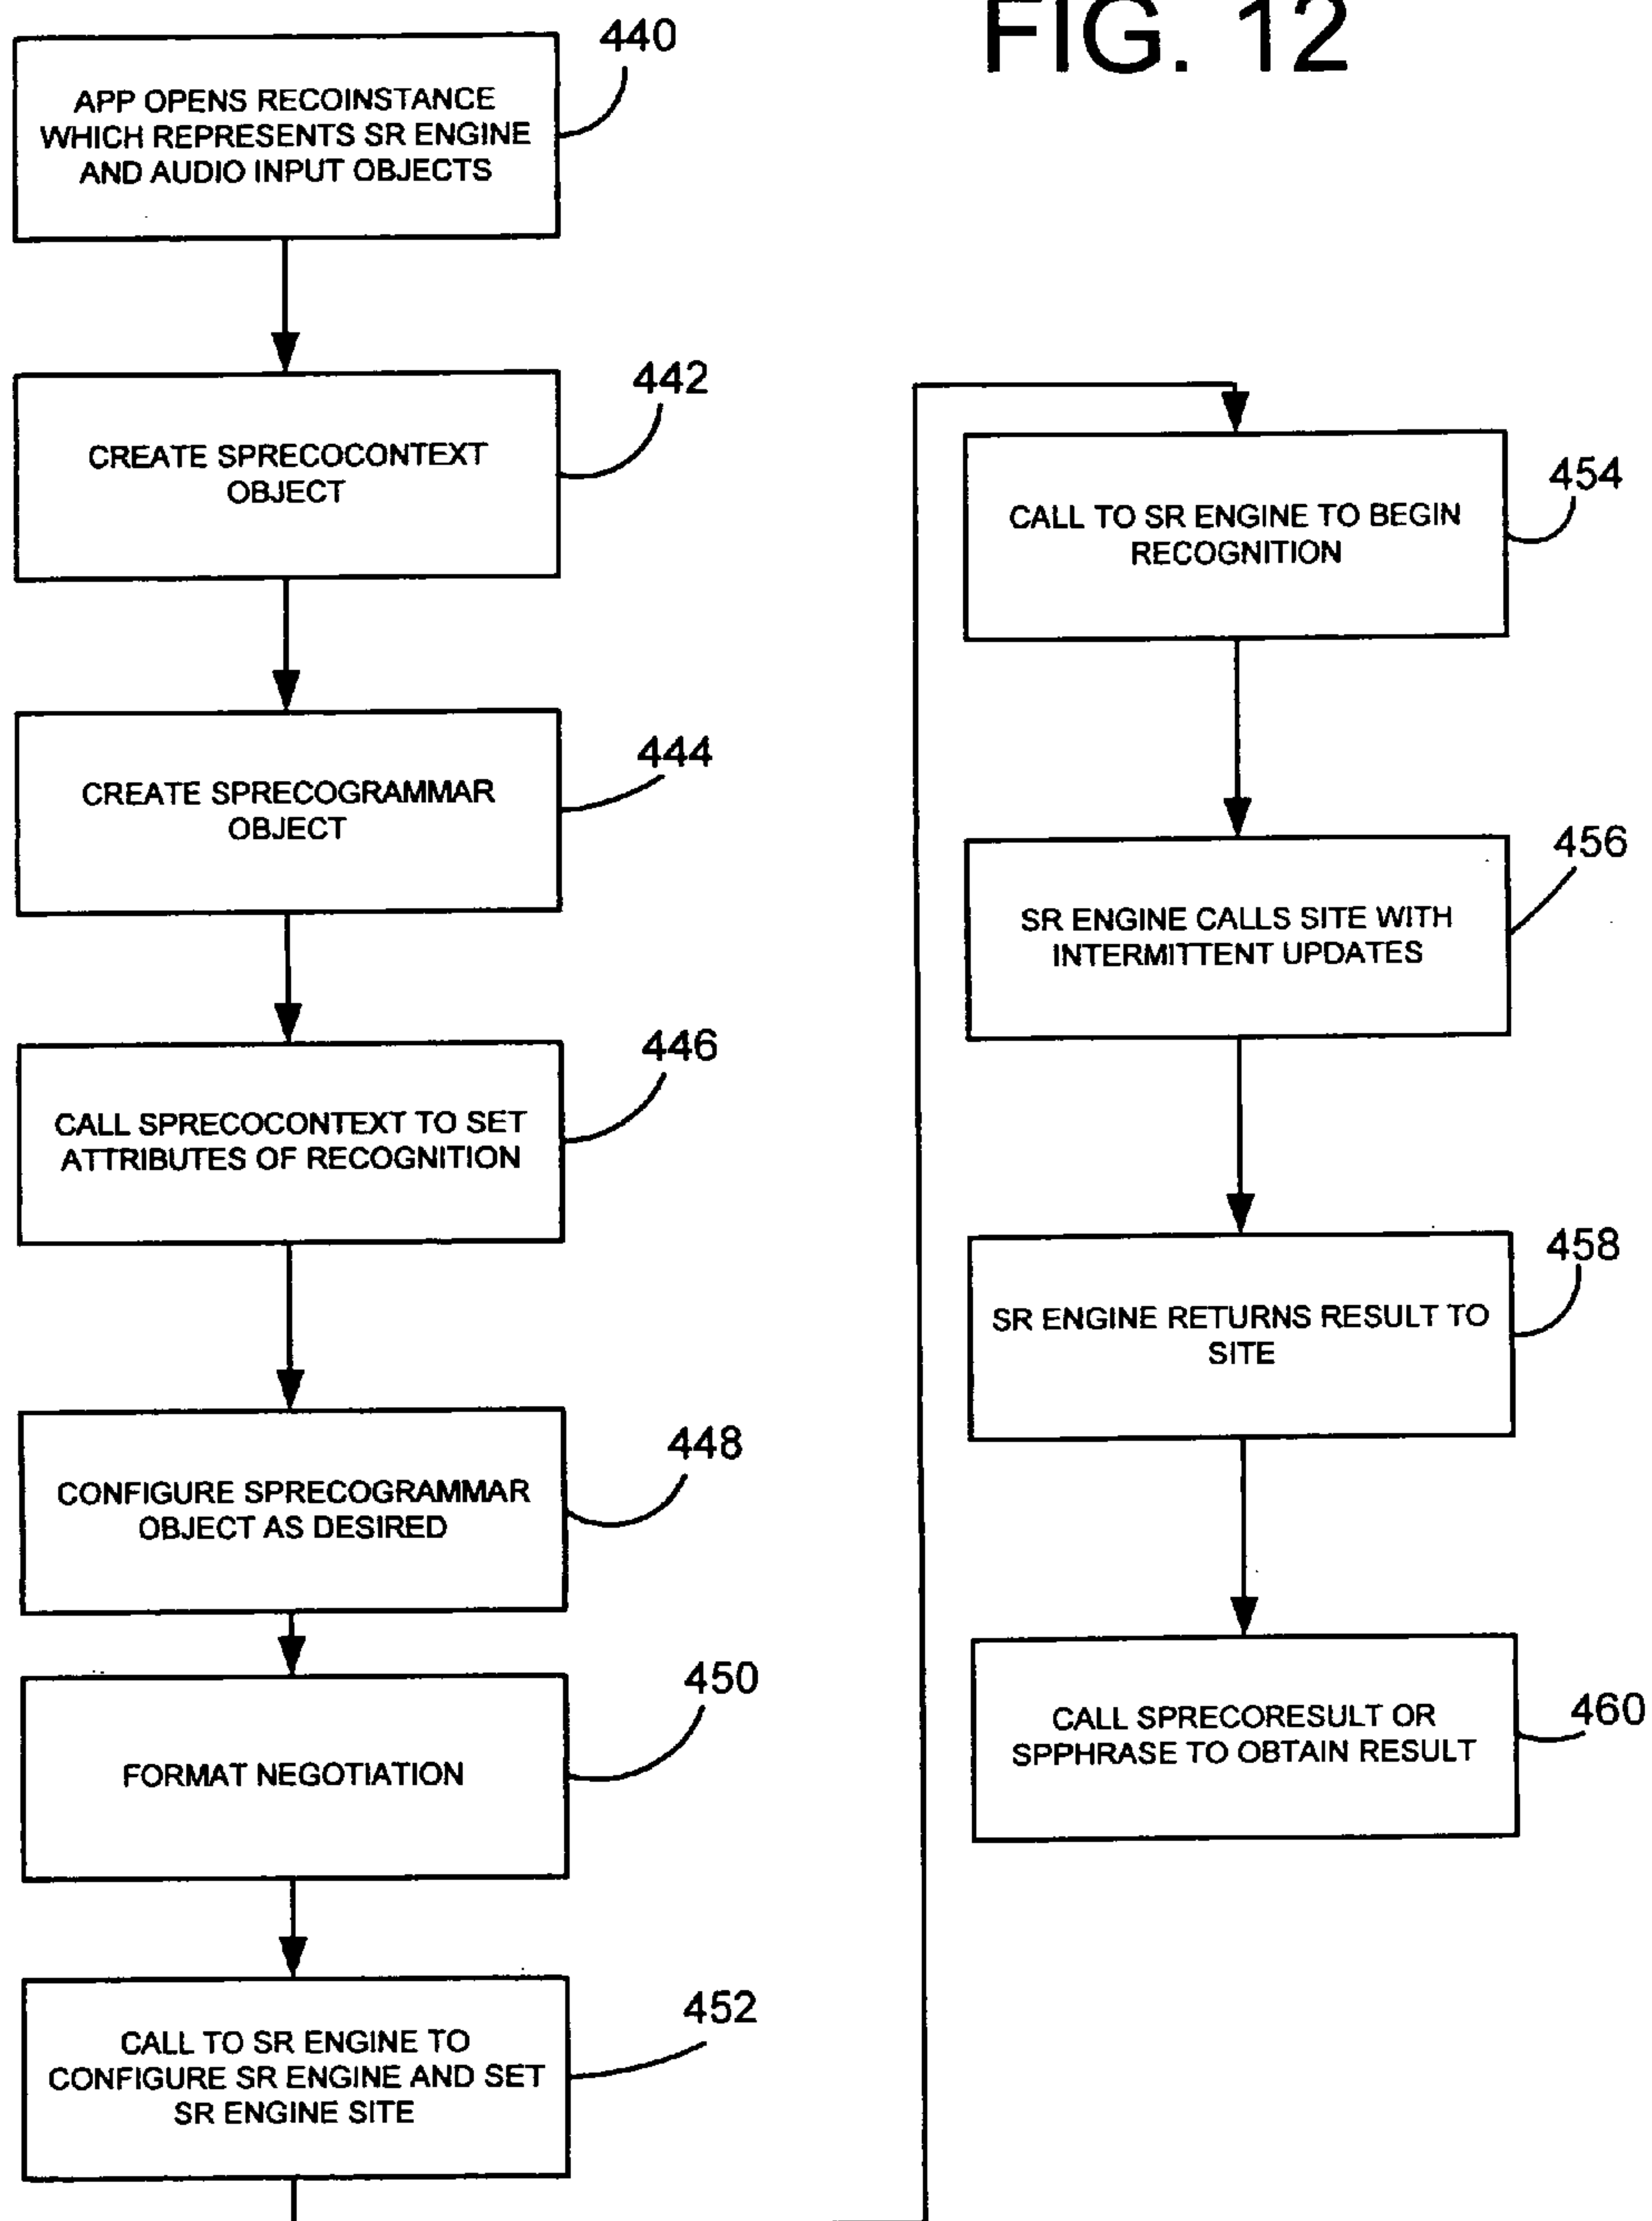 FIG. 12
440
APP OPENS RECOINSTANCE
WHICH REPRESENTS SR ENGINE
AND AUDIO INPUT OBJECTS
442
CREATE SPRECOCONTEXT
OBJECT
444
CREATE SPRECOGRAMMAR
OBJECT
446
CALL SPRECOCONTEXT TO SET
ATTRIBUTES OF RECOGNITION
448
CONFIGURE SPRECOGRAMMAR
OBJECT AS DESIRED
450
FORMAT NEGOTIATION
452
CALL TO SR ENGINE TO
CONFIGURE SR ENGINE AND SET
SR ENGINE SITE
454
CALL TO SR ENGINE TO BEGIN
RECOGNITION
456
SR ENGINE CALLS SITE WITH
INTERMITTENT UPDATES
458
SR ENGINE RETURNS RESULT TO
SITE
460
CALL SPRECORESULT OR
SPPHRASE TO OBTAIN RESULT